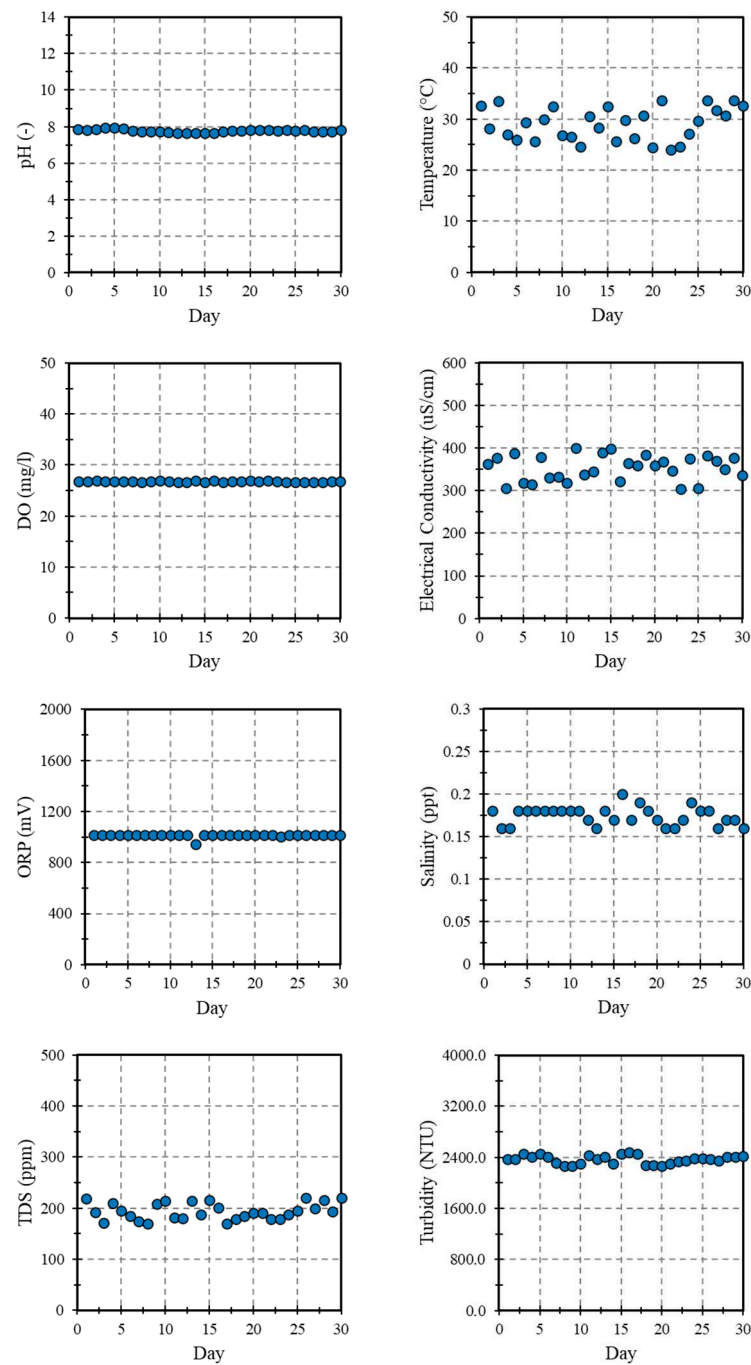 14
12
10
8
6
4
2
0
pH (-)
0 5 10 15 20 25 30
Day
50
40
30
20
10
0
Temperature (°C)
0 5 10 15 20 25 30
Day
50
40
30
20
10
0
DO (mg/l)
0 5 10 15 20 25 30
Day
600
500
400
300
200
100
0
Electrical Conductivity (uS/cm)
0 5 10 15 20 25 30
Day
2000
1600
1200
800
400
0
ORP (mV)
0 5 10 15 20 25 30
Day
0.3
0.25
0.2
0.15
0.1
0.05
0
Salinity (ppt)
0 5 10 15 20 25 30
Day
500
400
300
200
100
0
TDS (ppm)
0 5 10 15 20 25 30
Day
4000.0
3200.0
2400.0
1600.0
800.0
0.0
Turbidity (NTU)
0 5 10 15 20 25 30
Day